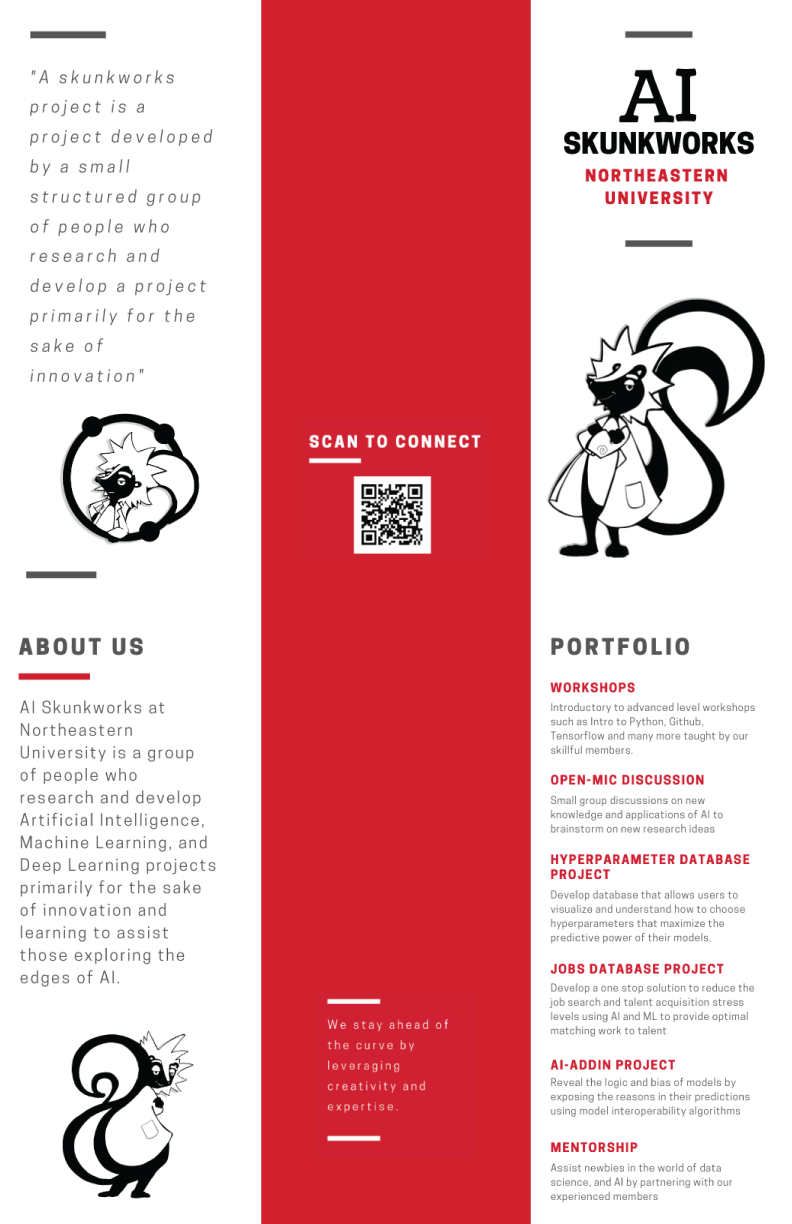 "A skunkworks
project is a
project developed
by a small
structured group
of people who
research and
develop a project
primarily for the
sake of
innovation"
ABOUT US
AI Skunkworks at
Northeastern
University is a group
of people who
research and develop
Artificial Intelligence,
Machine Learning, and
Deep Learning projects
primarily for the sake
of innovation and
learning to assist
those exploring the
edges of AI.
SCAN TO CONNECT
We stay ahead of
the curve by
leveraging
creativity and
expertise.
AI
SKUNKWORKS
NORTHEASTERN
UNIVERSITY
PORTFOLIO
WORKSHOPS
Introductory to advanced level workshops
such as Intro to Python, Github,
Tensorflow and many more taught by our
skillful members.
OPEN-MIC DISCUSSION
Small group discussions on new
knowledge and applications of AI to
brainstorm on new research ideas
HYPERPARAMETER DATABASE
PROJECT
Develop database that allows users to
visualize and understand how to choose
hyperparameters that maximize the
predictive power of their models.
JOBS DATABASE PROJECT
Develop a one stop solution to reduce the
job search and talent acquisition stress
levels using AI and ML to provide optimal
matching work to talent
AI-ADDIN PROJECT
Reveal the logic and bias of models by
exposing the reasons in their predictions
using model interoperability algorithms
MENTORSHIP
Assist newbies in the world of data
science, and AI by partnering with our
experienced members